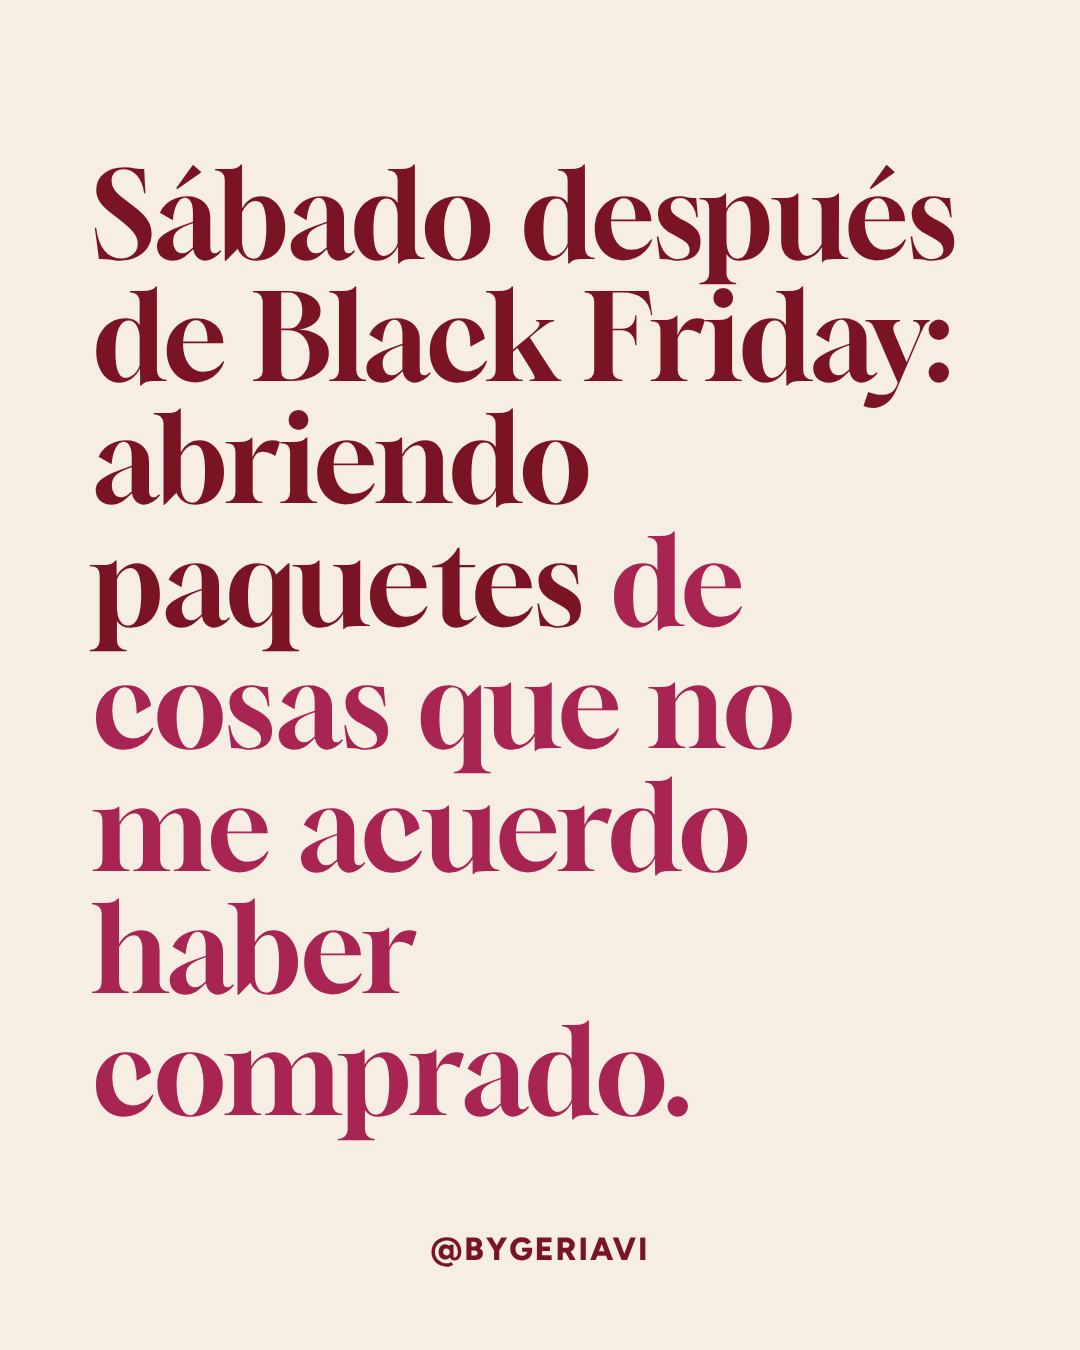 Sábado después
de Black Friday:
abriendo
paquetes de
cosas que no
me acuerdo
haber
comprado.
@BYGERIAVI